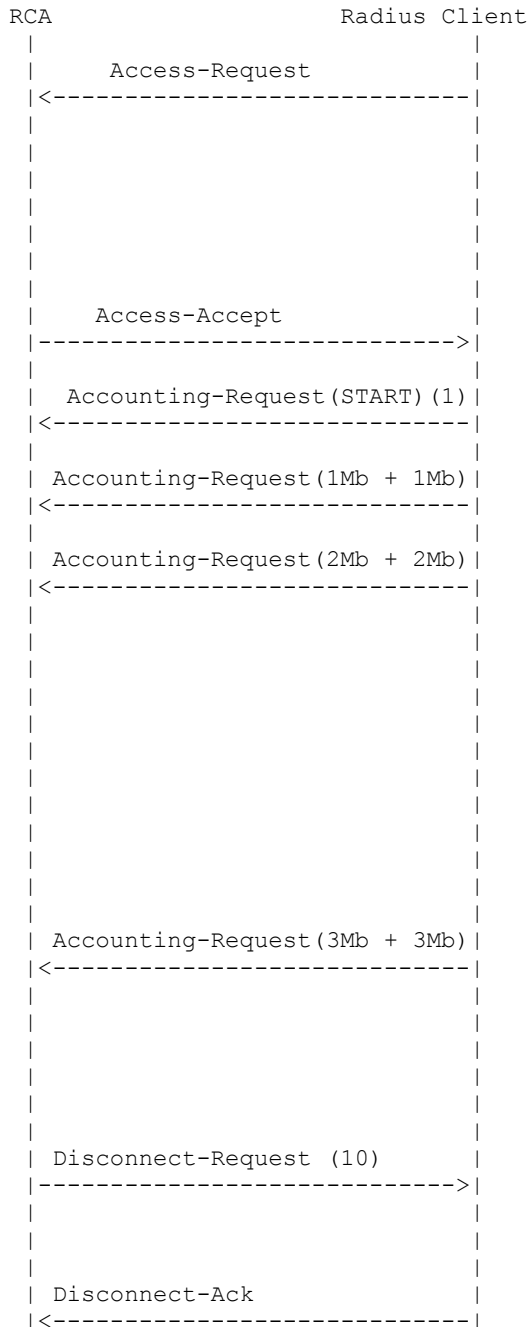 RCA Radius Client
Access-Request
Access-Accept
Accounting-Request(START)(1)
Accounting-Request(1Mb + 1Mb)
Accounting-Request(2Mb + 2Mb)
Accounting-Request(3Mb + 3Mb)
Disconnect-Request (10)
Disconnect-Ack